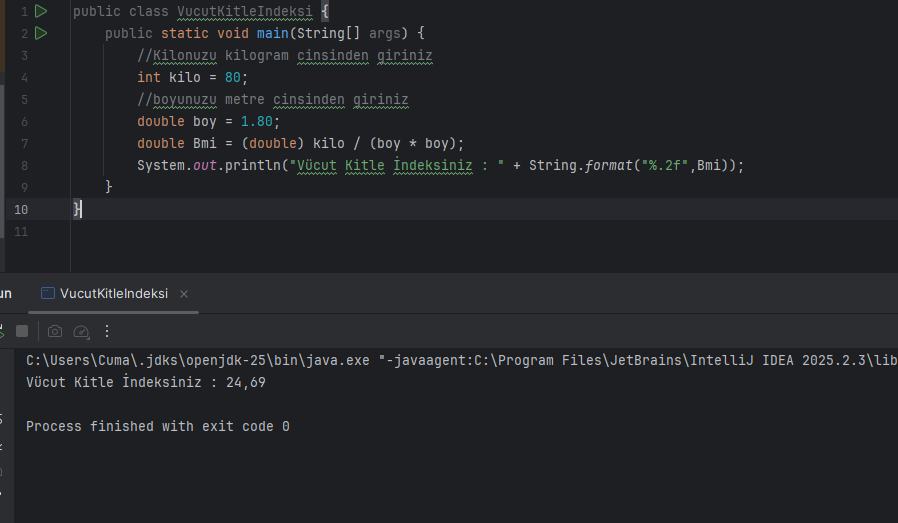 1 public class VucutKitleIndeksi {
2 public static void main(String[] args) {
3 //Kilonuzu kilogram cinsinden giriniz
4 int kilo = 80;
5 //boyunuzu metre cinsinden giriniz
6 double boy = 1.80;
7 double Bmi = (double) kilo / (boy * boy);
8 System.out.println("Vücut Kitle İndeksiniz : " + String.format("%.2f",Bmi));
9 }
10 }
11
un VucutKitleIndeksi
C:\Users\Cuma\.jdks\openjdk-25\bin\java.exe "-javaagent:C:\Program Files\JetBrains\IntelliJ IDEA 2025.2.3\lib
Vücut Kitle İndeksiniz : 24,69
Process finished with exit code 0